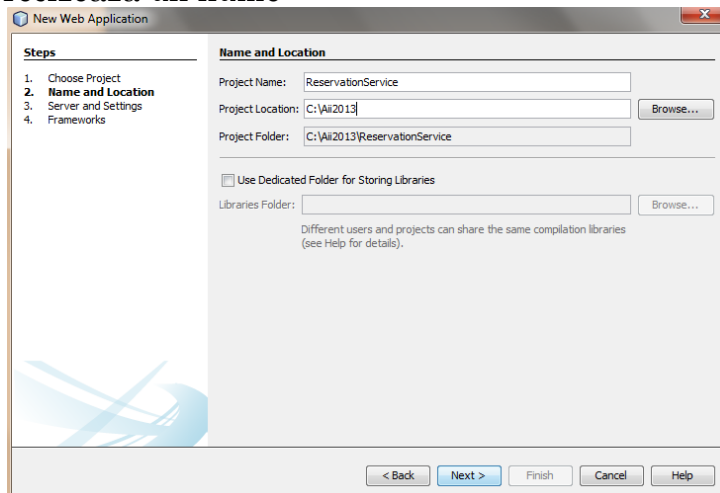 New Web Application
Steps
1. Choose Project
2. Name and Location
3. Server and Settings
4. Frameworks
Name and Location
Project Name: ReservationService
Project Location: C:\Aii2013 Browse...
Project Folder: C:\Aii2013\ReservationService
Use Dedicated Folder for Storing Libraries
Libraries Folder: Browse...
Different users and projects can share the same compilation libraries
(see Help for details).
< Back Next > Finish Cancel Help